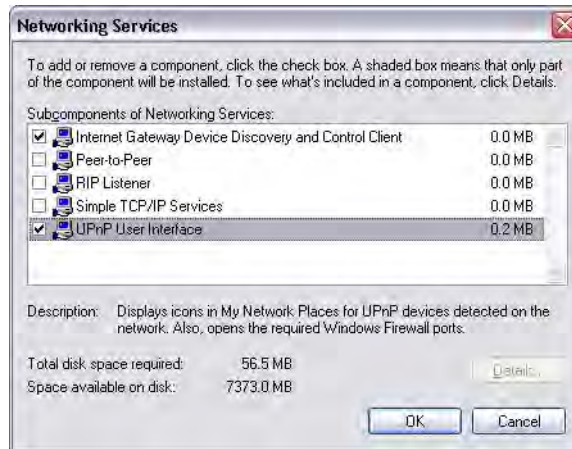 Networking Services
To add or remove a component, click the check box. A shaded box means that only part
of the component will be installed. To see what's included in a component, click Details.
Subcomponents of Networking Services:
Internet Gateway Device Discovery and Control Client 0.0 MB
Peer-to-Peer 0.0 MB
RIP Listener 0.0 MB
Simple TCP/IP Services 0.0 MB
UPnP User Interface 0.2 MB
Description: Displays icons in My Network Places for UPnP devices detected on the
network. Also, opens the required Windows Firewall ports.
Total disk space required: 56.5 MB
Space available on disk: 7373.0 MB
Details...
OK Cancel